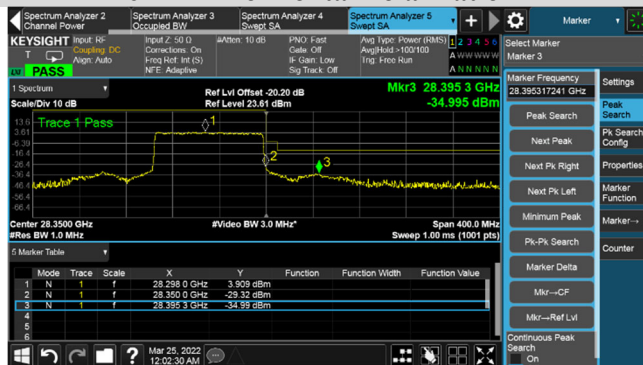 Spectrum Analyzer 2
Channel Power
Spectrum Analyzer 3
Occupied BW
Spectrum Analyzer 4
Swept SA
Spectrum Analyzer 5
Swept SA
Marker
KEYSIGHT
Input: RF
Coupling: DC
Align: Auto
Input Z: 50 Ω
Corrections: On
Freq Ref: Int (S)
NFE: Adaptive
#Atten: 10 dB
PNO: Fast
Gate: Off
IF Gain: Low
Sig Track: Off
Avg Type: Power (RMS)
Avg|Hold:>100/100
Trig: Free Run
1 2 3 4 5 6
A W W W W W
A N N N N N
PASS
Select Marker
Marker 3
1 Spectrum
Scale/Div 10 dB
Ref Lvl Offset -20.20 dB
Ref Level 23.61 dBm
Mkr3 28.395 3 GHz
-34.995 dBm
Trace 1 Pass
13.6
3.61
-6.39
-16.4
-26.4
-36.4
-46.4
-56.4
-66.4
1
2
3
Center 28.3500 GHz
#Res BW 1.0 MHz
#Video BW 3.0 MHz*
Span 400.0 MHz
Sweep 1.00 ms (1001 pts)
5 Marker Table
Mode Trace Scale X Y Function Function Width Function Value
1 N 1 f 28.298 0 GHz 3.909 dBm
2 N 1 f 28.350 0 GHz -29.32 dBm
3 N 1 f 28.395 3 GHz -34.99 dBm
4
5
6
Mar 25, 2022
12:02:30 AM
Marker Frequency
28.395317241 GHz
Peak Search
Next Peak
Next Pk Right
Next Pk Left
Minimum Peak
Pk-Pk Search
Marker Delta
Mkr→CF
Mkr→Ref Lvl
Continuous Peak
Search
On
Settings
Peak
Search
Pk Search
Config
Properties
Marker
Function
Marker→
Counter